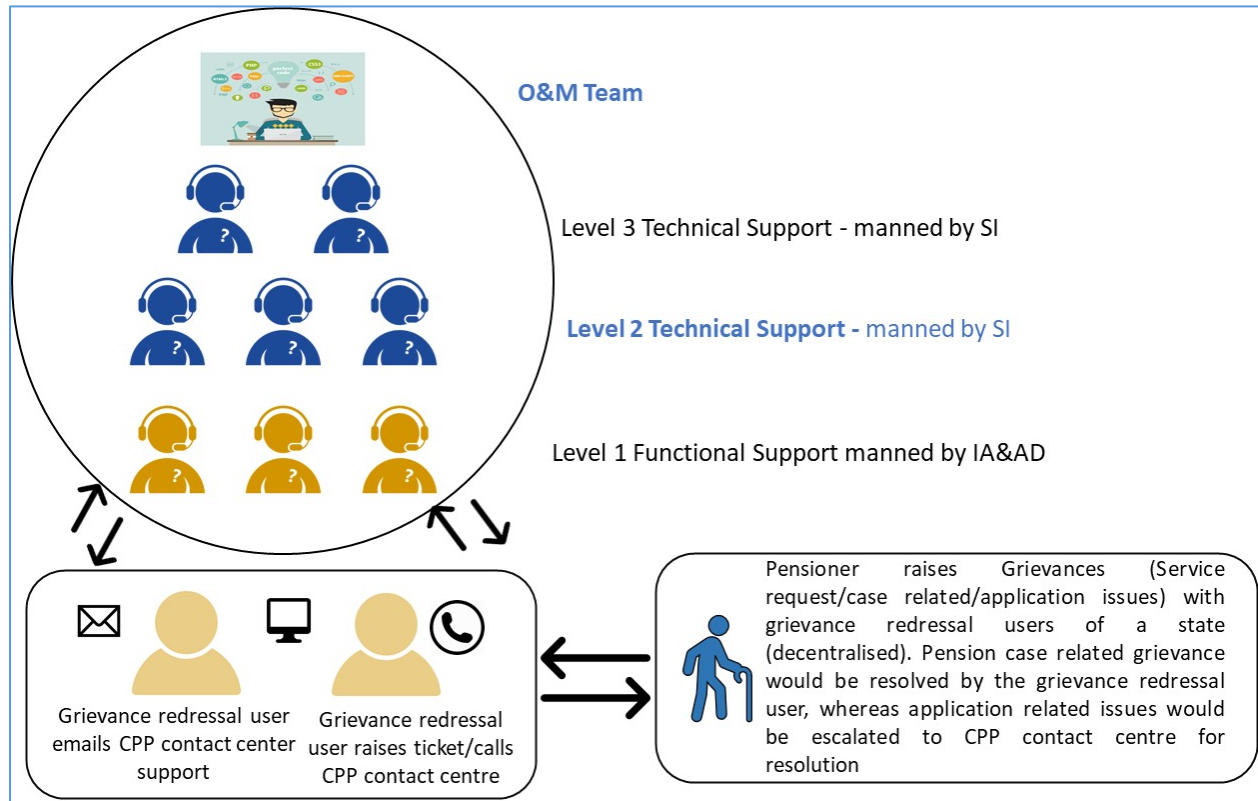 PHP
perfect
code
CSS3
O&M Team
Level 3 Technical Support - manned by SI
?
?
Level 2 Technical Support - manned by SI
?
?
?
Level 1 Functional Support manned by IA&AD
?
?
?
Pensioner raises Grievances (Service
request/case related/application issues) with
grievance redressal users of a state
(decentralised). Pension case related grievance
would be resolved by the grievance redressal
user, whereas application related issues would
be escalated to CPP contact centre for
resolution
Grievance redressal user
emails CPP contact center
support
Grievance redressal
user raises ticket/calls
CPP contact centre